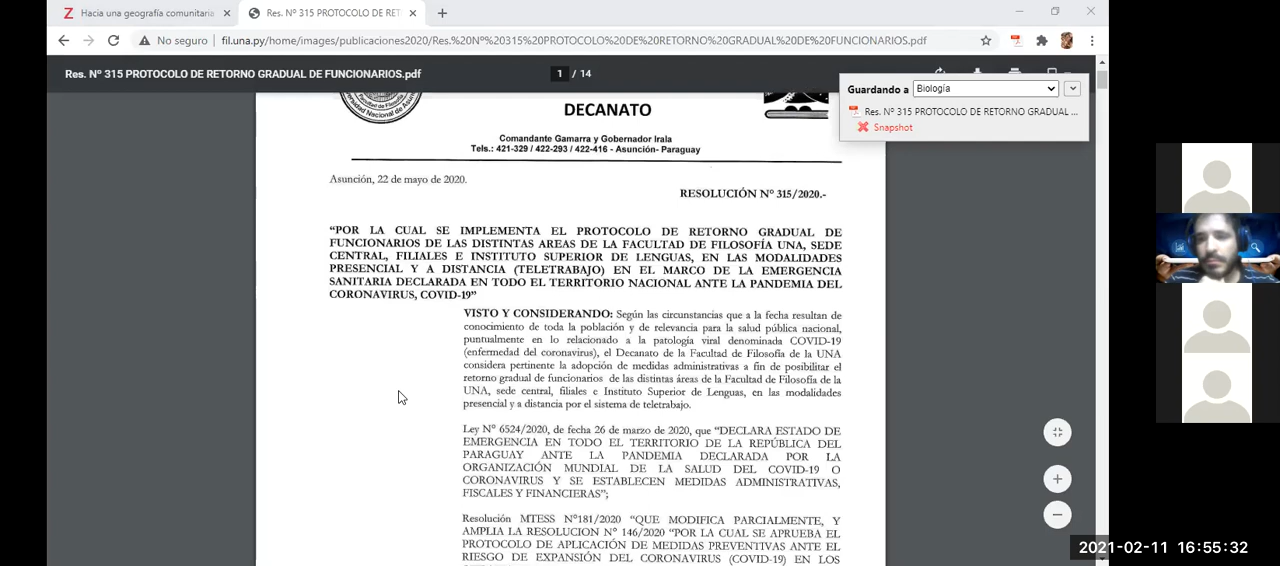 Hacia una geografía comunitaria
Res. Nº 315 PROTOCOLO DE RET
No seguro
fil.una.py/home/images/publicaciones2020/Res.%20Nº%20315%20PROTOCOLO%20DE%20RETORNO%20GRADUAL%20DE%20FUNCIONARIOS.pdf
Res. Nº 315 PROTOCOLO DE RETORNO GRADUAL DE FUNCIONARIOS.pdf
1 / 14
Guardando a
Biología
Res. Nº 315 PROTOCOLO DE RETORNO GRADUAL ...
Snapshot
DECANATO
Comandante Gamarra y Gobernador Irala
Tels.: 421-329 / 422-293 / 422-416 - Asunción- Paraguay
Asunción, 22 de mayo de 2020.
RESOLUCIÓN Nº 315/2020.-
“POR LA CUAL SE IMPLEMENTA EL PROTOCOLO DE RETORNO GRADUAL DE
FUNCIONARIOS DE LAS DISTINTAS AREAS DE LA FACULTAD DE FILOSOFÍA UNA, SEDE
CENTRAL, FILIALES E INSTITUTO SUPERIOR DE LENGUAS, EN LAS MODALIDADES
PRESENCIAL Y A DISTANCIA (TELETRABAJO) EN EL MARCO DE LA EMERGENCIA
SANITARIA DECLARADA EN TODO EL TERRITORIO NACIONAL ANTE LA PANDEMIA DEL
CORONAVIRUS, COVID-19”
VISTO Y CONSIDERANDO: Según las circunstancias que a la fecha resultan de
conocimiento de toda la población y de relevancia para la salud pública nacional,
puntualmente en lo relacionado a la patología viral denominada COVID-19
(enfermedad del coronavirus), el Decanato de la Facultad de Filosofía de la UNA
considera pertinente la adopción de medidas administrativas a fin de posibilitar el
retorno gradual de funcionarios de las distintas áreas de la Facultad de Filosofía de la
UNA, sede central, filiales e Instituto Superior de Lenguas, en las modalidades
presencial y a distancia por el sistema de teletrabajo.
Ley Nº 6524/2020, de fecha 26 de marzo de 2020, que “DECLARA ESTADO DE
EMERGENCIA EN TODO EL TERRITORIO DE LA REPÚBLICA DEL
PARAGUAY ANTE LA PANDEMIA DECLARADA POR LA
ORGANIZACIÓN MUNDIAL DE LA SALUD DEL COVID-19 O
CORONAVIRUS Y SE ESTABLECEN MEDIDAS ADMINISTRATIVAS,
FISCALES Y FINANCIERAS”;
Resolución MTESS Nº181/2020 “QUE MODIFICA PARCIALMENTE, Y
AMPLIA LA RESOLUCION Nº 146/2020 “POR LA CUAL SE APRUEBA EL
PROTOCOLO DE APLICACIÓN DE MEDIDAS PREVENTIVAS ANTE EL
RIESGO DE EXPANSIÓN DEL CORONAVIRUS (COVID-19) EN LOS
2021-02-11 16:55:32